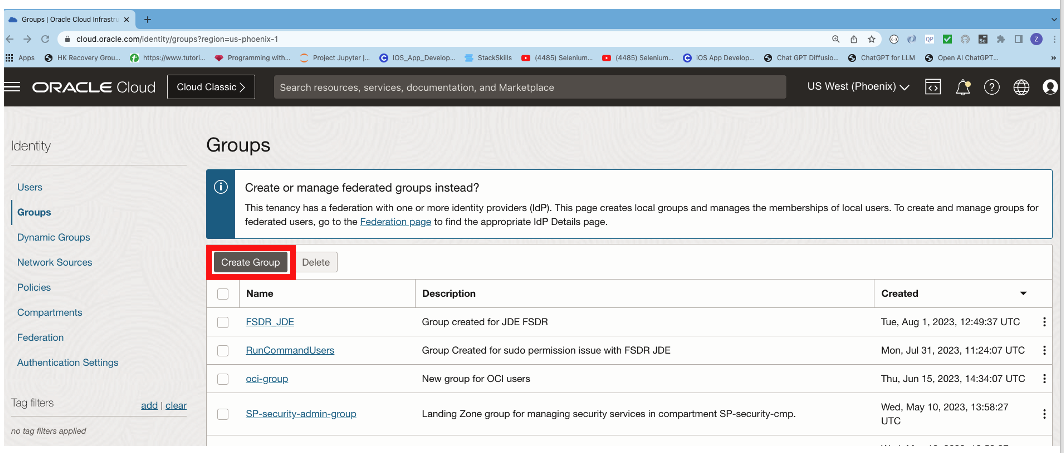 Groups | Oracle Cloud Infrastru
cloud.oracle.com/identity/groups?region=us-phoenix-1
Apps HK Recovery Grou... https://www.tutori... Programming with... Project Jupyter |... IOS_App_Develop... StackSkills (4485) Selenium... (4485) Selenium... IOS App Develop... Chat GPT Diffusio... ChatGPT for LLM Open AI ChatGPT... »
ORACLE Cloud Cloud Classic > Search resources, services, documentation, and Marketplace US West (Phoenix)
Identity
Users
Groups
Dynamic Groups
Network Sources
Policies
Compartments
Federation
Authentication Settings
Tag filters add | clear
no tag filters applied
Groups
Create or manage federated groups instead?
This tenancy has a federation with one or more identity providers (IdP). This page creates local groups and manages the memberships of local users. To create and manage groups for
federated users, go to the Federation page to find the appropriate IdP Details page.
Create Group Delete
Name Description Created
FSDR_JDE Group created for JDE FSDR Tue, Aug 1, 2023, 12:49:37 UTC
RunCommandUsers Group Created for sudo permission issue with FSDR JDE Mon, Jul 31, 2023, 11:24:07 UTC
oci-group New group for OCI users Thu, Jun 15, 2023, 14:34:07 UTC
SP-security-admin-group Landing Zone group for managing security services in compartment SP-security-cmp. Wed, May 10, 2023, 13:58:27
UTC